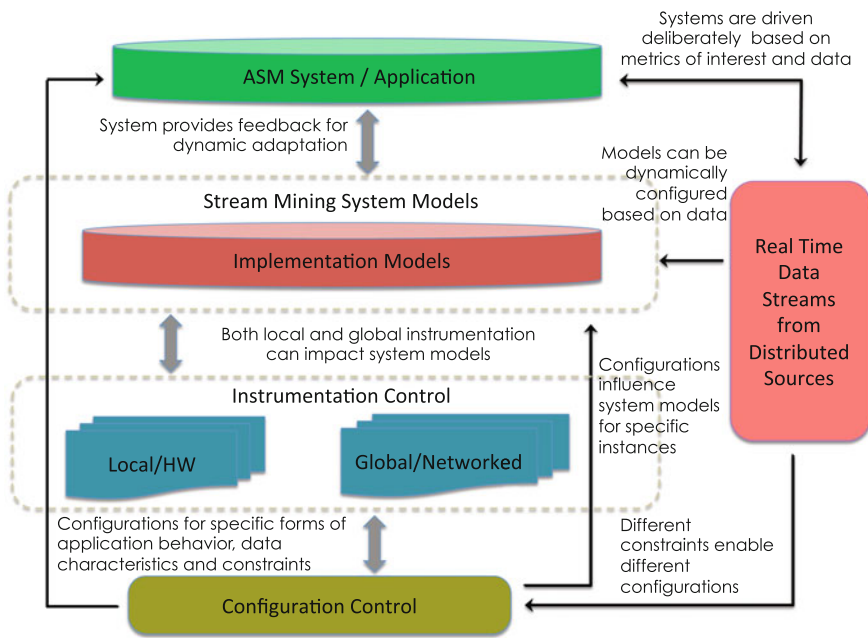 Systems are driven
deliberately based on
metrics of interest and data
ASM System / Application
System provides feedback for
dynamic adaptation
Models can be
dynamically
configured
based on data
Stream Mining System Models
Implementation Models
Real Time
Data
Streams
from
Distributed
Sources
Both local and global instrumentation
can impact system models
Configurations
influence
system models
for specific
instances
Instrumentation Control
Local/HW
Global/Networked
Configurations for specific forms of
application behavior, data
characteristics and constraints
Different
constraints enable
different
configurations
Configuration Control